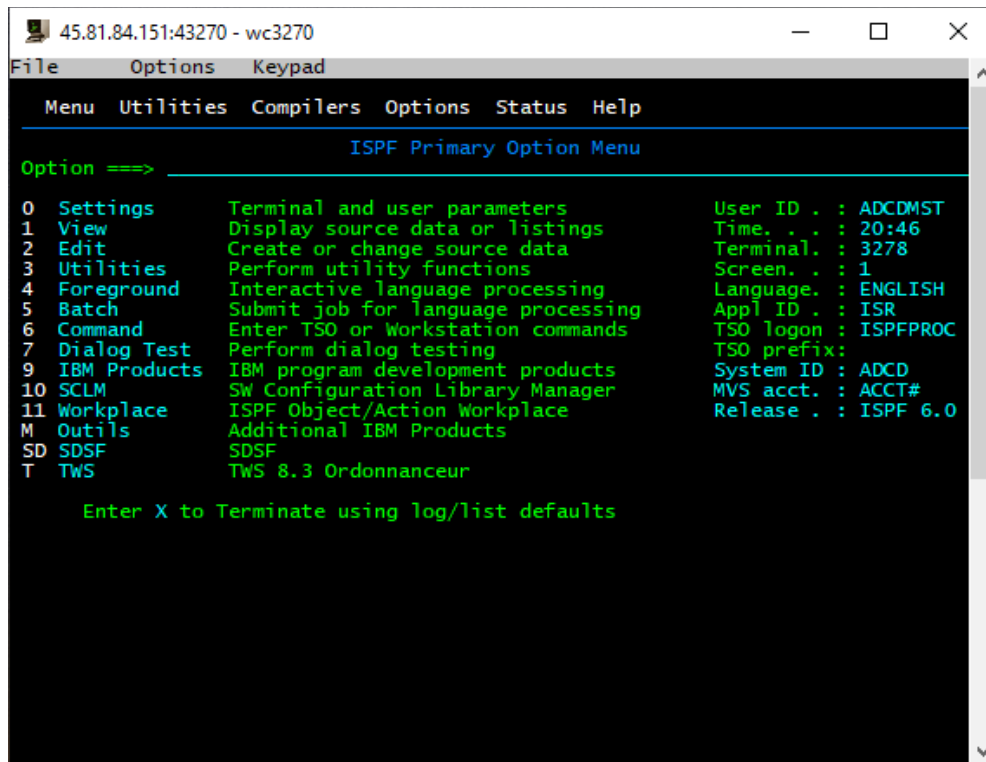 45.81.84.151:43270 - wc3270
File Options Keypad
Menu Utilities Compilers Options Status Help
ISPF Primary Option Menu
Option ===>
0 Settings Terminal and user parameters User ID . : ADCDMST
1 View Display source data or listings Time. . . : 20:46
2 Edit Create or change source data Terminal. : 3278
3 Utilities Perform utility functions Screen. . : 1
4 Foreground Interactive language processing Language. : ENGLISH
5 Batch Submit job for language processing Appl ID . : ISR
6 Command Enter TSO or Workstation commands TSO logon : ISPFPROC
7 Dialog Test Perform dialog testing TSO prefix:
9 IBM Products IBM program development products System ID : ADCD
10 SCLM SW Configuration Library Manager MVS acct. : ACCT#
11 Workplace ISPF Object/Action Workplace Release . : ISPF 6.0
M Outils Additional IBM Products
SD SDSF SDSF
T TWS TWS 8.3 Ordonnanceur
Enter X to Terminate using log/list defaults